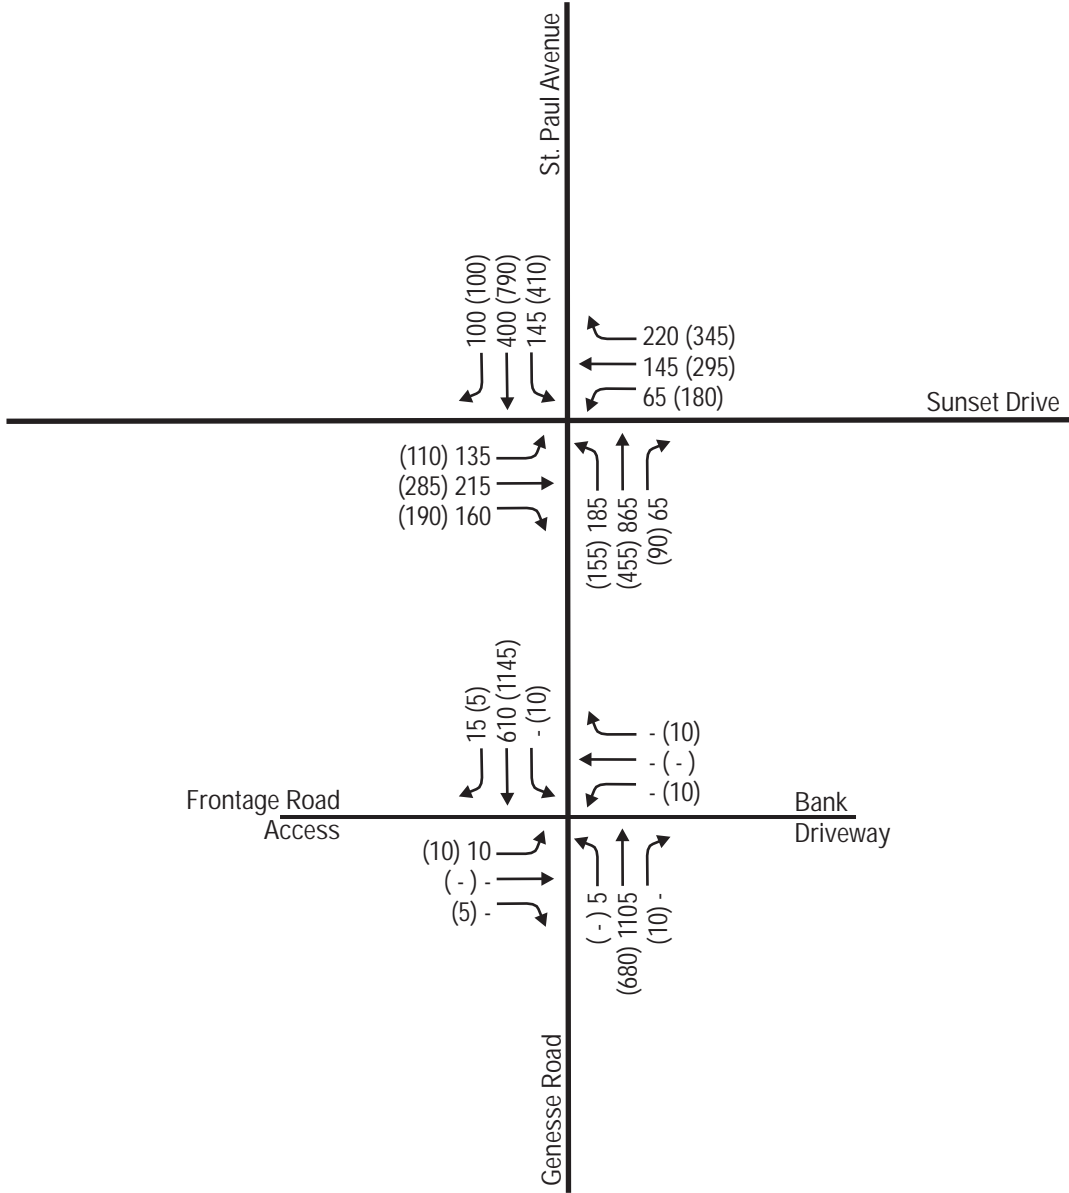 St. Paul Avenue
100 (100)
400 (790)
145 (410)
220 (345)
145 (295)
65 (180)
Sunset Drive
(110) 135
(285) 215
(190) 160
(155) 185
(455) 865
(90) 65
15 (5)
610 (1145)
- (10)
- (10)
- ( - )
- (10)
Frontage Road
Access
Bank
Driveway
(10) 10
( - ) -
(5) -
( - ) 5
(680) 1105
(10) -
Genesse Road